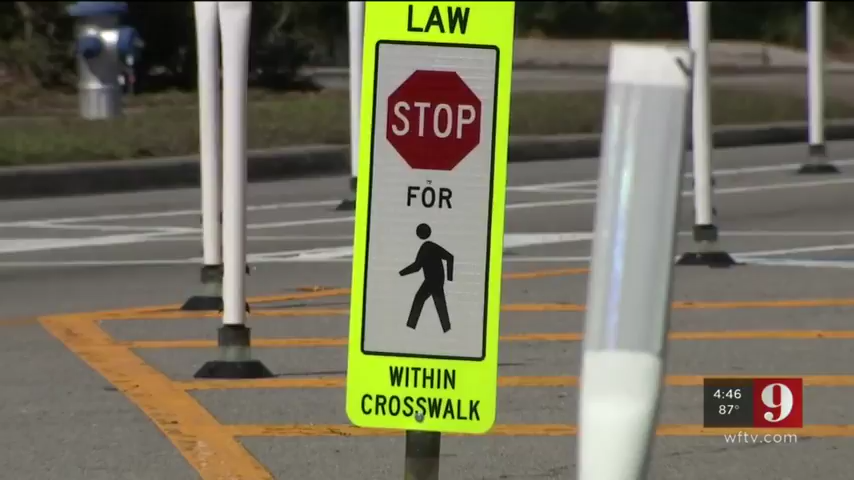 LAW
STOP
FOR
WITHIN
CROSSWALK
4:46
87°
9
wftv.com